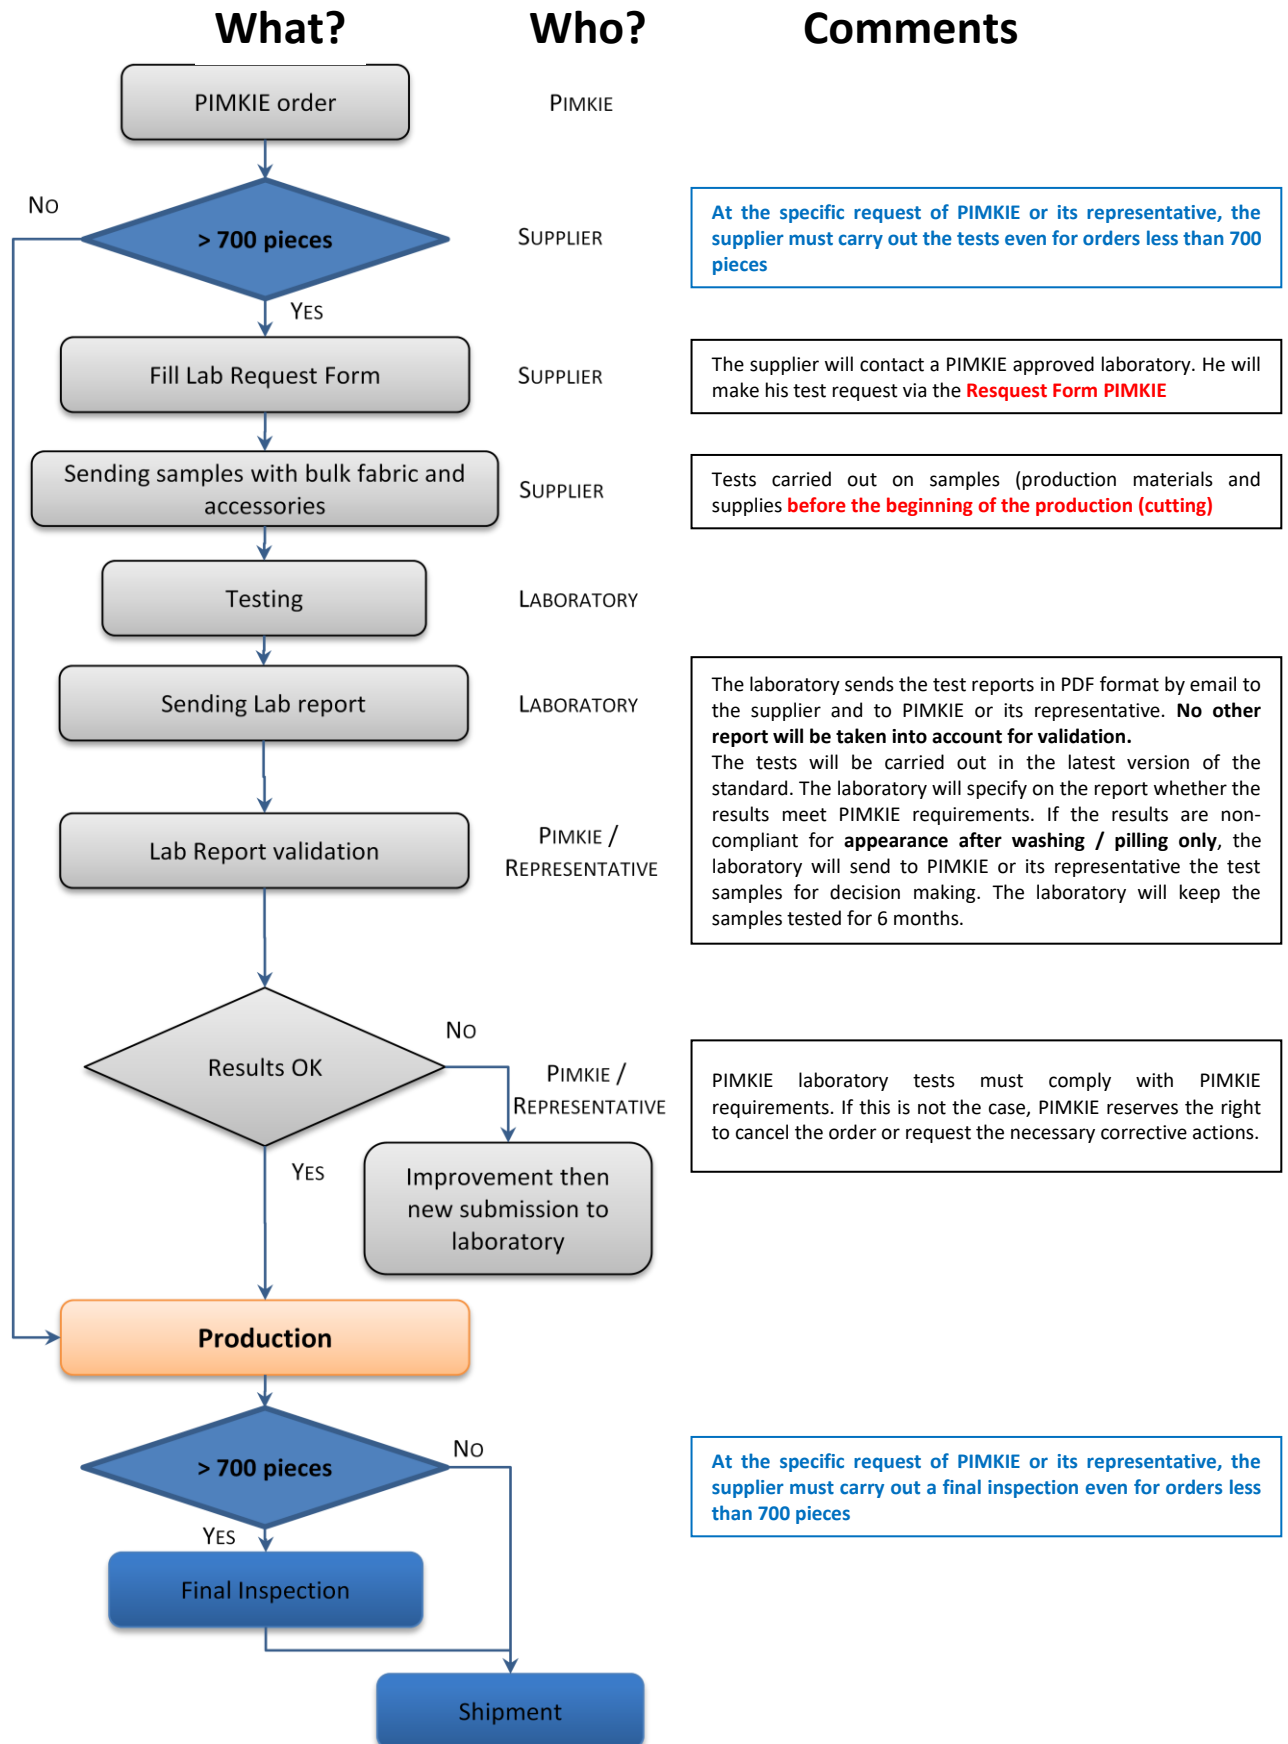 What? Who? Comments
PIMKIE order PIMKIE
No
> 700 pieces SUPPLIER
At the specific request of PIMKIE or its representative, the
supplier must carry out the tests even for orders less than 700
pieces
YES
Fill Lab Request Form SUPPLIER
The supplier will contact a PIMKIE approved laboratory. He will
make his test request via the Resquest Form PIMKIE
Sending samples with bulk fabric and
accessories
SUPPLIER
Tests carried out on samples (production materials and
supplies before the beginning of the production (cutting)
Testing LABORATORY
Sending Lab report LABORATORY
The laboratory sends the test reports in PDF format by email to
the supplier and to PIMKIE or its representative. No other
report will be taken into account for validation.
The tests will be carried out in the latest version of the
standard. The laboratory will specify on the report whether the
results meet PIMKIE requirements. If the results are non-
compliant for appearance after washing / pilling only, the
laboratory will send to PIMKIE or its representative the test
samples for decision making. The laboratory will keep the
samples tested for 6 months.
Lab Report validation
PIMKIE /
REPRESENTATIVE
Results OK
No
PIMKIE /
REPRESENTATIVE
PIMKIE laboratory tests must comply with PIMKIE
requirements. If this is not the case, PIMKIE reserves the right
to cancel the order or request the necessary corrective actions.
YES
Improvement then
new submission to
laboratory
Production
> 700 pieces
No
At the specific request of PIMKIE or its representative, the
supplier must carry out a final inspection even for orders less
than 700 pieces
YES
Final Inspection
Shipment